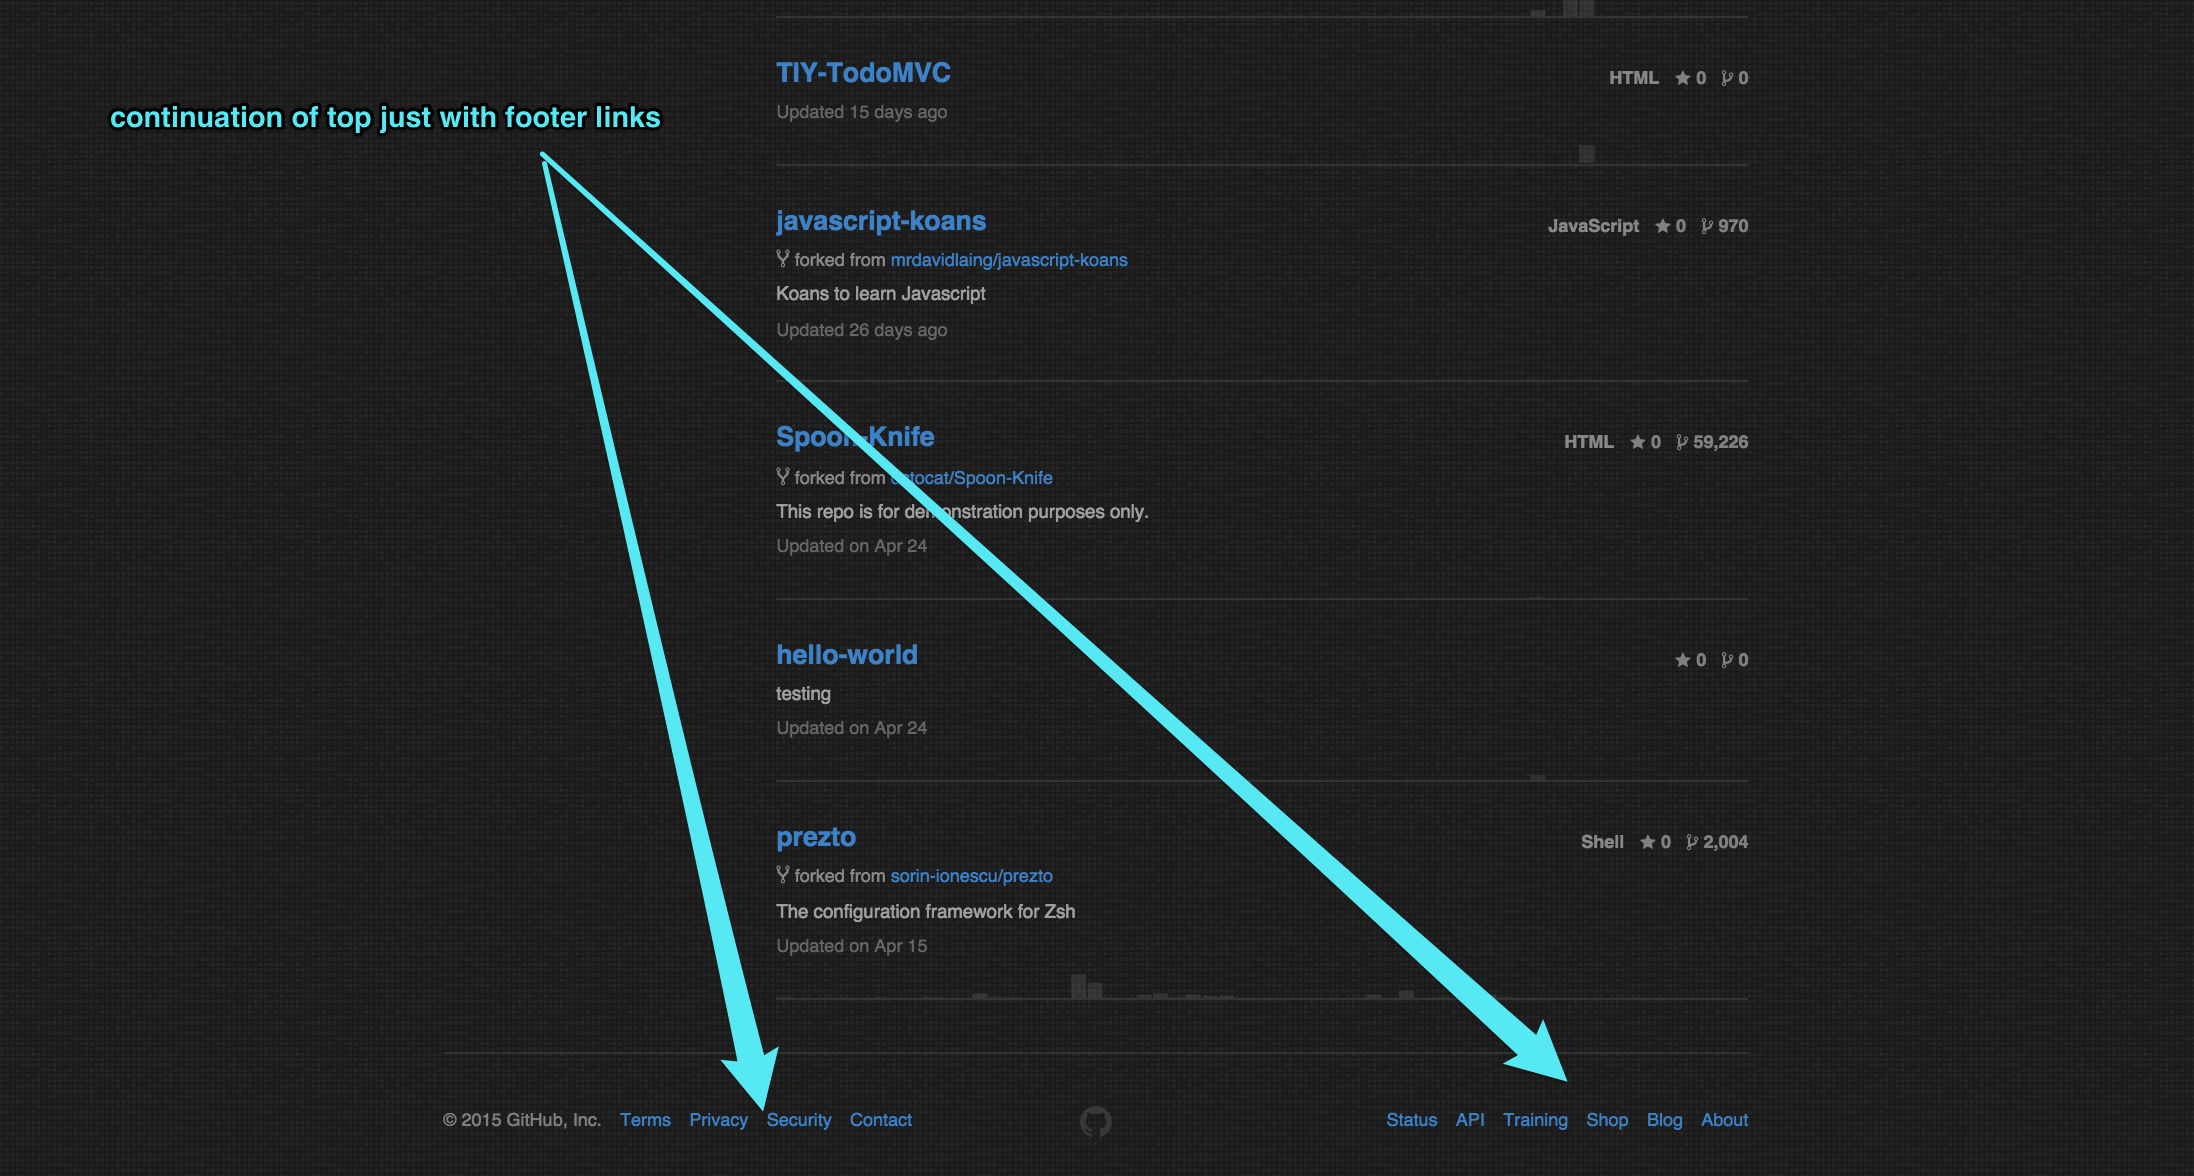 TIY-TodoMVC HTML 0 0
continuation of top just with footer links
Updated 15 days ago
javascript-koans JavaScript 0 970
forked from mrdavidlaing/javascript-koans
Koans to learn Javascript
Updated 26 days ago
Spoon-Knife HTML 0 59,226
forked from octocat/Spoon-Knife
This repo is for demonstration purposes only.
Updated on Apr 24
hello-world 0 0
testing
Updated on Apr 24
prezto Shell 0 2,004
forked from sorin-ionescu/prezto
The configuration framework for Zsh
Updated on Apr 15
© 2015 GitHub, Inc. Terms Privacy Security Contact Status API Training Shop Blog About